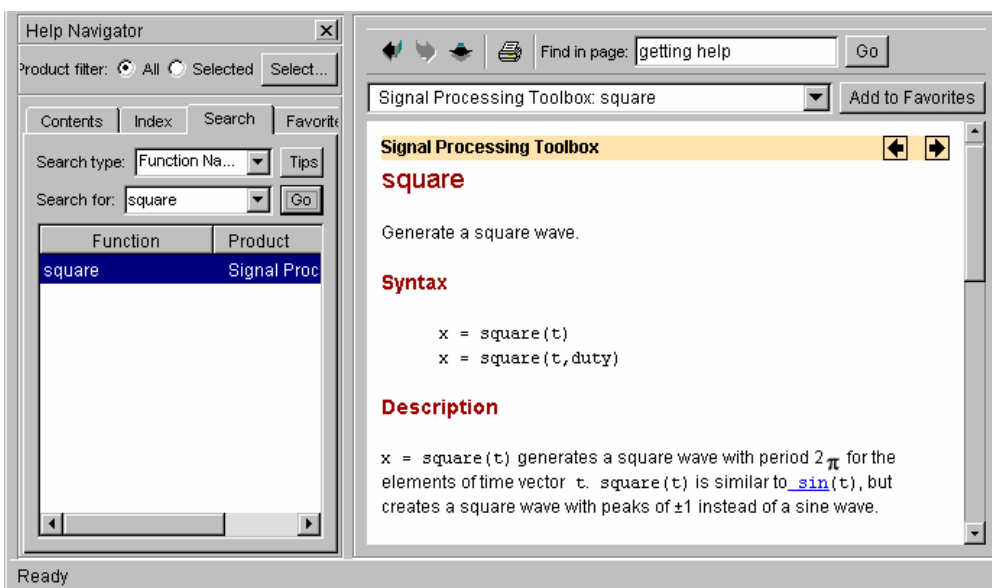 Help Navigator
Product filter: All Selected Select...
Contents Index Search Favorite
Search type: Function Na... Tips
Search for: square Go
Function Product
square Signal Proc
Find in page: getting help Go
Signal Processing Toolbox: square Add to Favorites
Signal Processing Toolbox
square
Generate a square wave.
Syntax
x = square(t)
x = square(t,duty)
Description
x = square(t) generates a square wave with period 2π for the
elements of time vector t. square(t) is similar to sin(t), but
creates a square wave with peaks of ±1 instead of a sine wave.
Ready